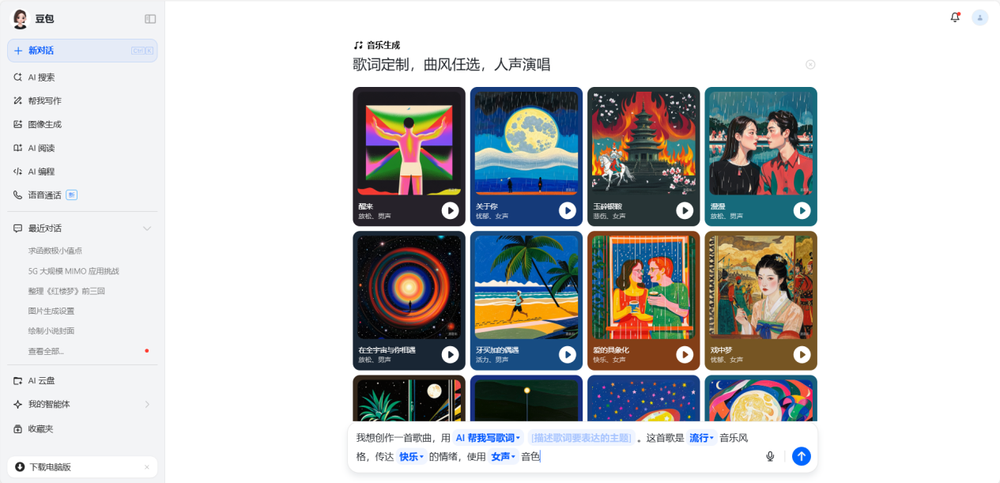 豆包
新对话
Ctrl K
AI 搜索
帮我写作
图像生成
AI 阅读
AI 编程
语音通话 新
最近对话
求函数极小值点
5G 大规模 MIMO 应用挑战
整理《红楼梦》前三回
图片生成设置
绘制小说封面
查看全部...
AI 云盘
我的智能体
收藏夹
下载电脑版
音乐生成
歌词定制，曲风任选，人声演唱
醒来
放松、男声
关于你
忧郁、女声
玉碎银鞍
悲伤、女声
澄澄
放松、男声
在全宇宙与你相遇
放松、男声
牙买加的偶遇
活力、男声
爱的具象化
快乐、女声
戏中梦
忧郁、女声
我想创作一首歌曲，用 AI 帮我写歌词 [描述歌词要表达的主题] 。这首歌是 流行 音乐风
格，传达 快乐 的情绪，使用 女声 音色